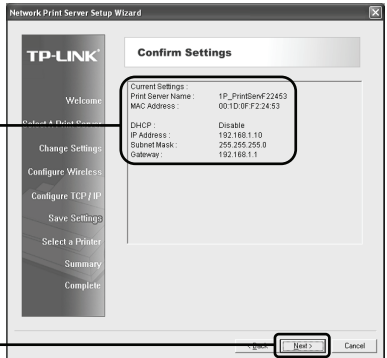 Network Print Server Setup Wizard
TP-LINK
Confirm Settings
Welcome
Select A Print Server
Change Settings
Configure Wireless
Configure TCP / IP
Save Settings
Select a Printer
Summary
Complete
Current Settings :
Print Server Name : 1P_PrintServF22453
MAC Address : 00:1D:0F:F2:24:53
DHCP : Disable
IP Address : 192.168.1.10
Subnet Mask : 255.255.255.0
Gateway : 192.168.1.1
< Back Next > Cancel